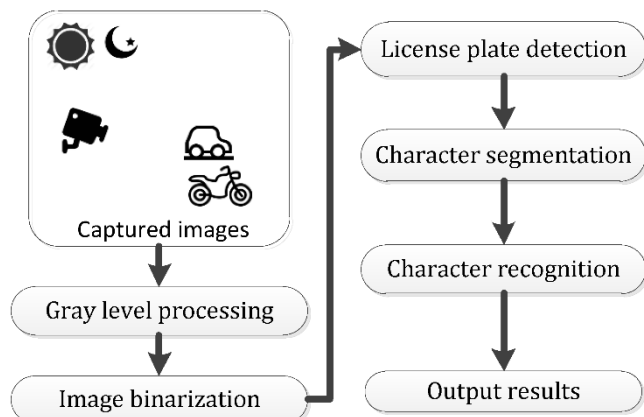 Captured images
Gray level processing
Image binarization
License plate detection
Character segmentation
Character recognition
Output results